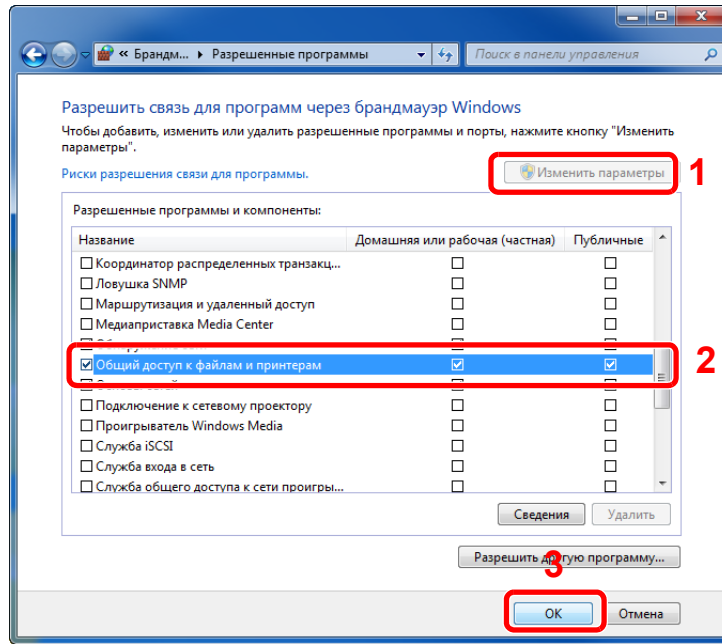 « Брандм... Разрешенные программы
Поиск в панели управления
Разрешить связь для программ через брандмауэр Windows
Чтобы добавить, изменить или удалить разрешенные программы и порты, нажмите кнопку "Изменить
параметры".
Риски разрешения связи для программы.
Изменить параметры
1
Разрешенные программы и компоненты:
Название Домашняя или рабочая (частная) Публичные
Координатор распределенных транзакц...
Ловушка SNMP
Маршрутизация и удаленный доступ
Медиаприставка Media Center
Общий доступ к файлам и принтерам
2
Подключение к сетевому проектору
Проигрыватель Windows Media
Служба iSCSI
Служба входа в сеть
Служба общего доступа к сети проигры...
Сведения Удалить
Разрешить другую программу...
3
OK Отмена